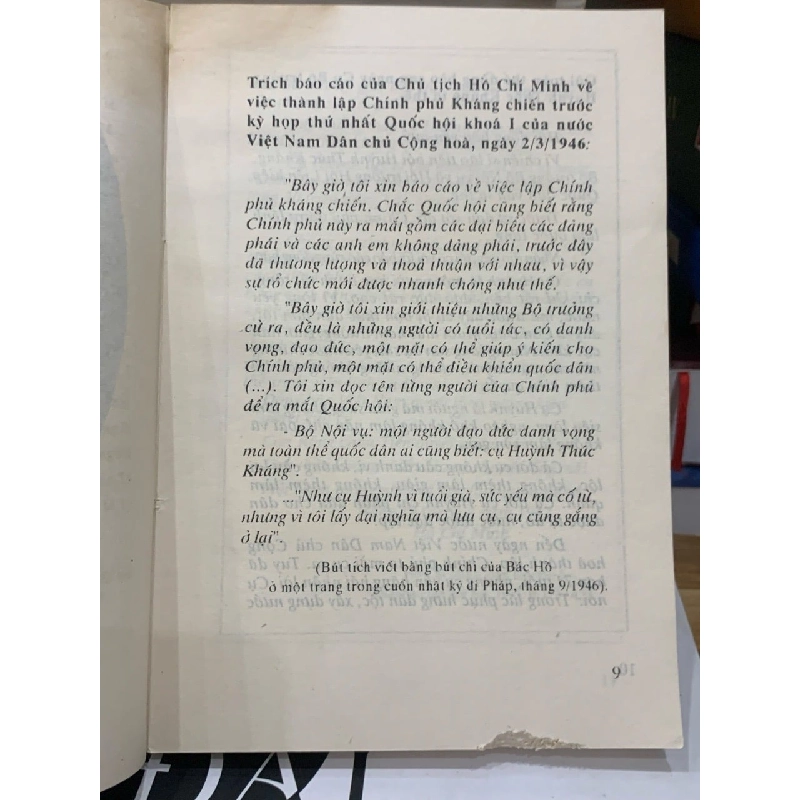 Trích báo cáo của Chủ tịch Hồ Chí Minh về
việc thành lập Chính phủ Kháng chiến trước
kỳ họp thứ nhất Quốc hội khoá I của nước
Việt Nam Dân chủ Cộng hoà, ngày 2/3/1946:
"Bây giờ tôi xin báo cáo về việc lập Chính
phủ kháng chiến. Chắc Quốc hội cũng biết rằng
Chính phủ này ra mắt gồm các đại biểu các đảng
phái và các anh em không đảng phái, trước đây
đã thương lượng và thoả thuận với nhau, vì vậy
sự tổ chức mới được nhanh chóng như thế.
"Bây giờ tôi xin giới thiệu những Bộ trưởng
cử ra, đều là những người có tuổi tác, có danh
vọng, đạo đức, một mặt có thể giúp ý kiến cho
Chính phủ, một mặt có thể điều khiển quốc dân
(...). Tôi xin đọc tên từng người của Chính phủ
để ra mắt Quốc hội:
- Bộ Nội vụ: một người đạo đức danh vọng
mà toàn thể quốc dân ai cũng biết: cụ Huỳnh Thúc
Kháng".
..."Như cụ Huỳnh vì tuổi già, sức yếu mà cố từ,
nhưng vì tôi lấy đại nghĩa mà lưu cụ, cụ cũng gắng
ở lại".
(Bút tích viết bằng bút chì của Bác Hồ
ở một trang trong cuốn nhật ký đi Pháp, tháng 9/1946).
9